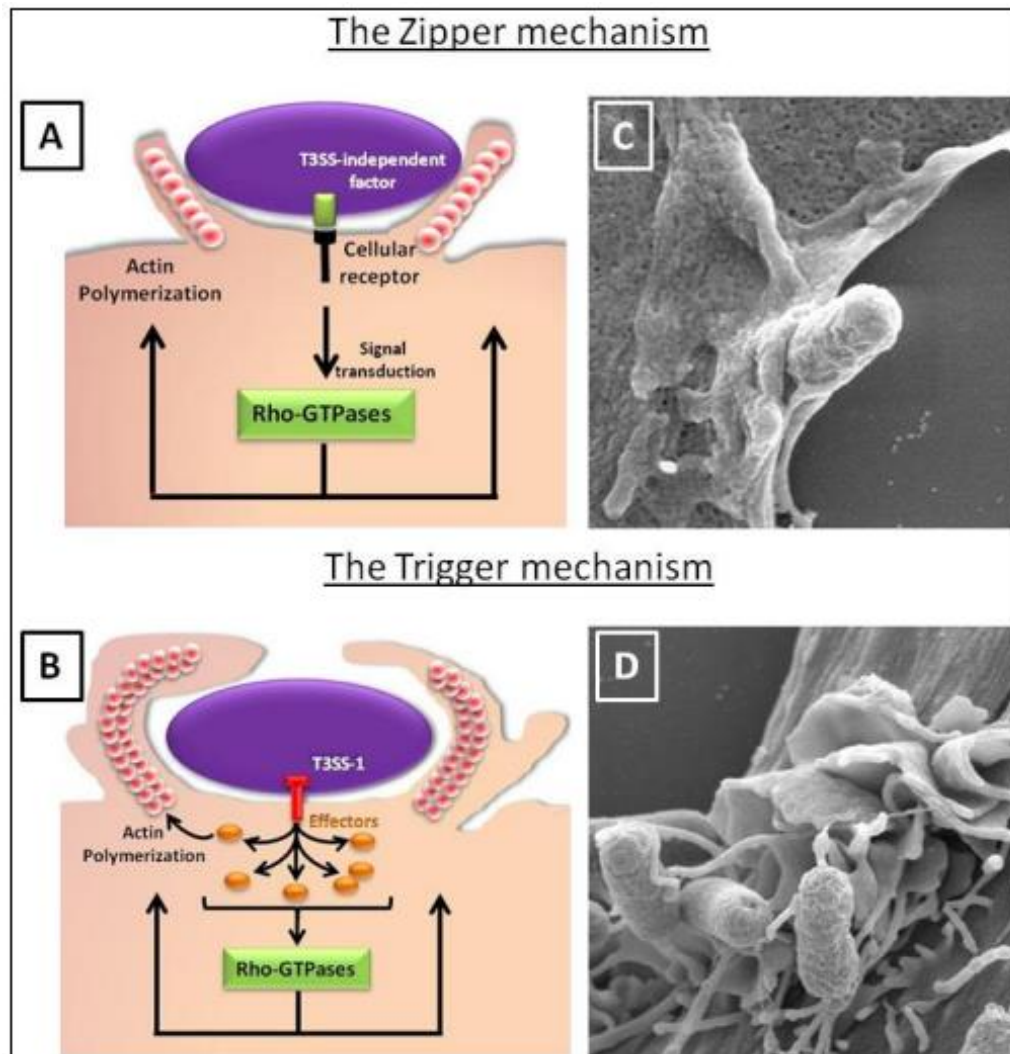 The Zipper mechanism
A
T3SS-independent
factor
Cellular
receptor
Actin
Polymerization
Signal
transduction
Rho-GTPases
C
The Trigger mechanism
B
T3SS-1
Effectors
Actin
Polymerization
Rho-GTPases
D